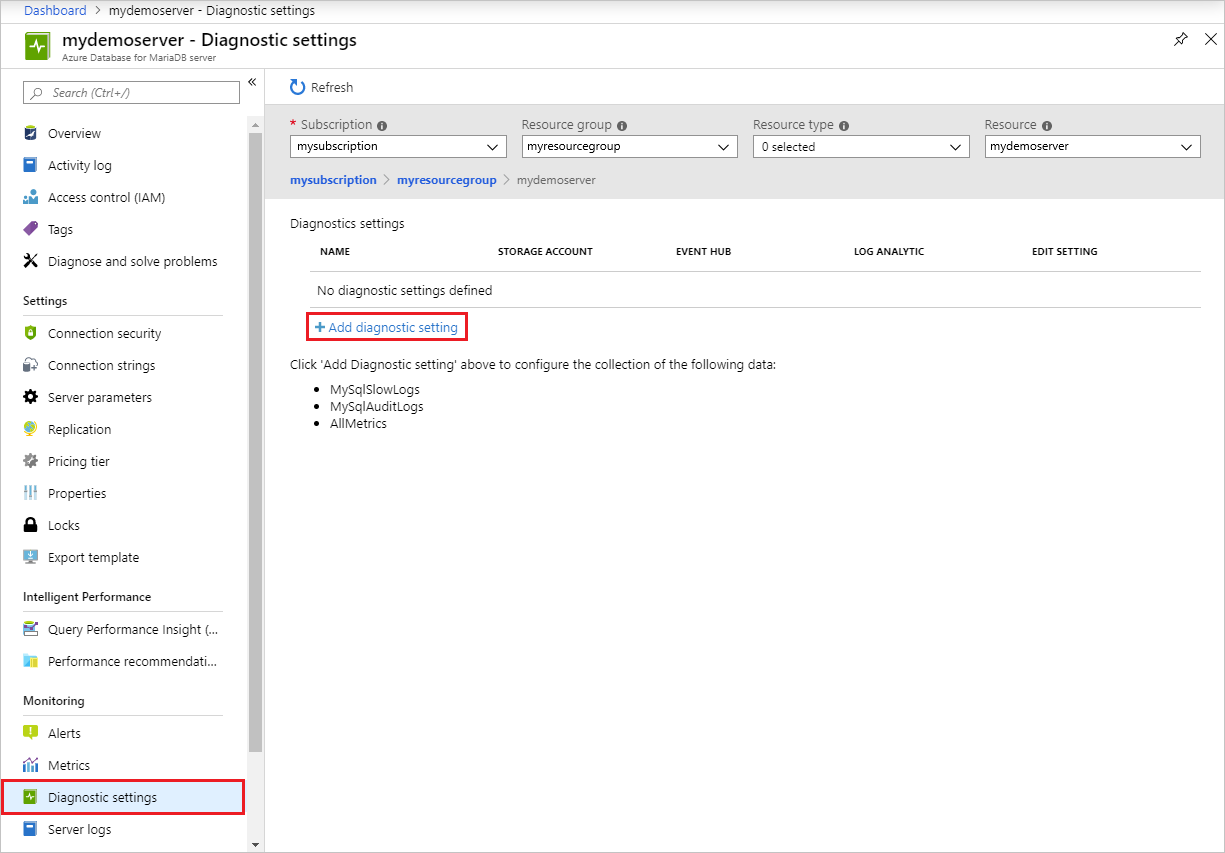 Dashboard > mydemoserver - Diagnostic settings
mydemoserver - Diagnostic settings
Azure Database for MariaDB server
Search (Ctrl+/)
«
Overview
Activity log
Access control (IAM)
Tags
Diagnose and solve problems
Settings
Connection security
Connection strings
Server parameters
Replication
Pricing tier
Properties
Locks
Export template
Intelligent Performance
Query Performance Insight (...
Performance recommendati...
Monitoring
Alerts
Metrics
Diagnostic settings
Server logs
Refresh
* Subscription
Resource group
Resource type
Resource
mysubscription
myresourcegroup
0 selected
mydemoserver
mysubscription > myresourcegroup > mydemoserver
Diagnostics settings
NAME STORAGE ACCOUNT EVENT HUB LOG ANALYTIC EDIT SETTING
No diagnostic settings defined
+ Add diagnostic setting
Click 'Add Diagnostic setting' above to configure the collection of the following data:
• MySqlSlowLogs
• MySqlAuditLogs
• AllMetrics